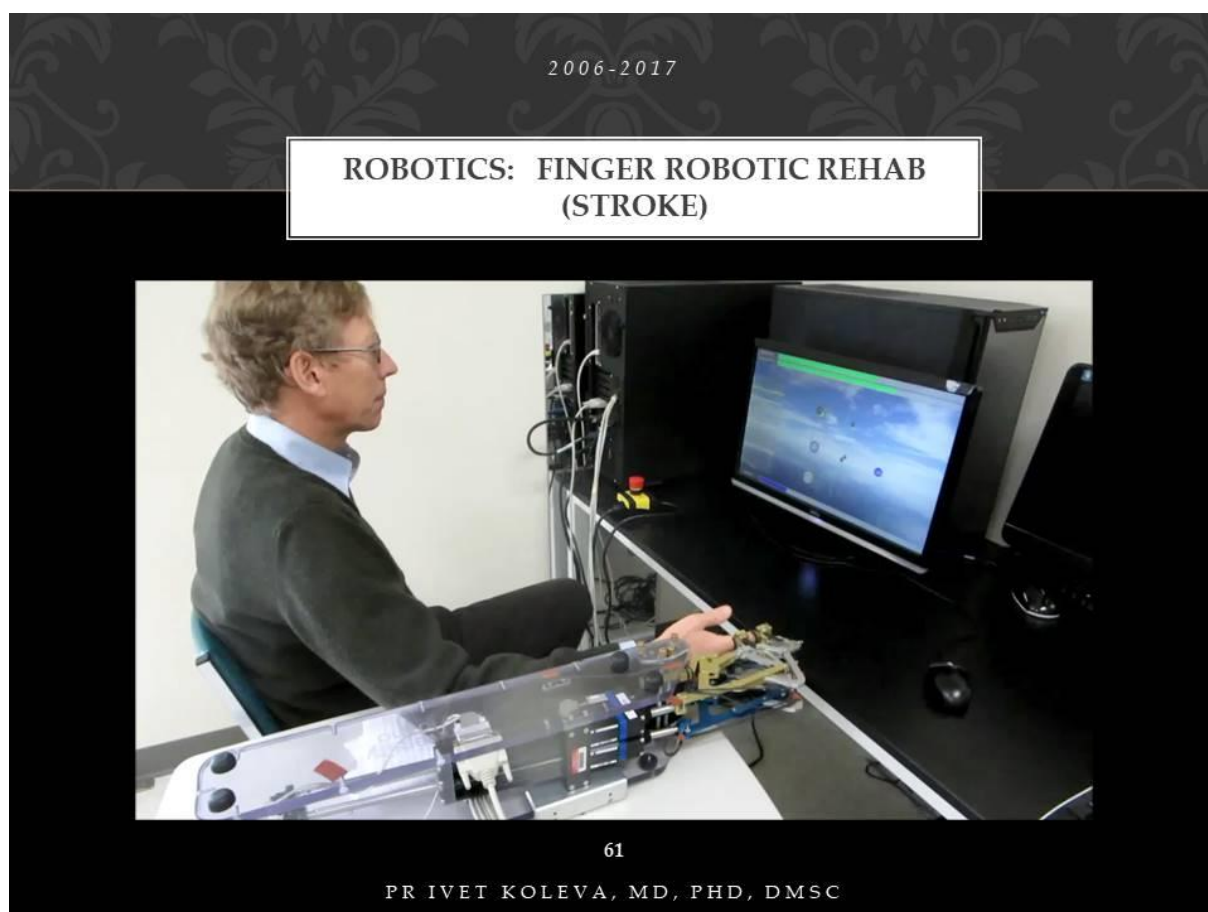 2006-2017
ROBOTICS: FINGER ROBOTIC REHAB
(STROKE)
61
PR IVET KOLEVA, MD, PHD, DMSC